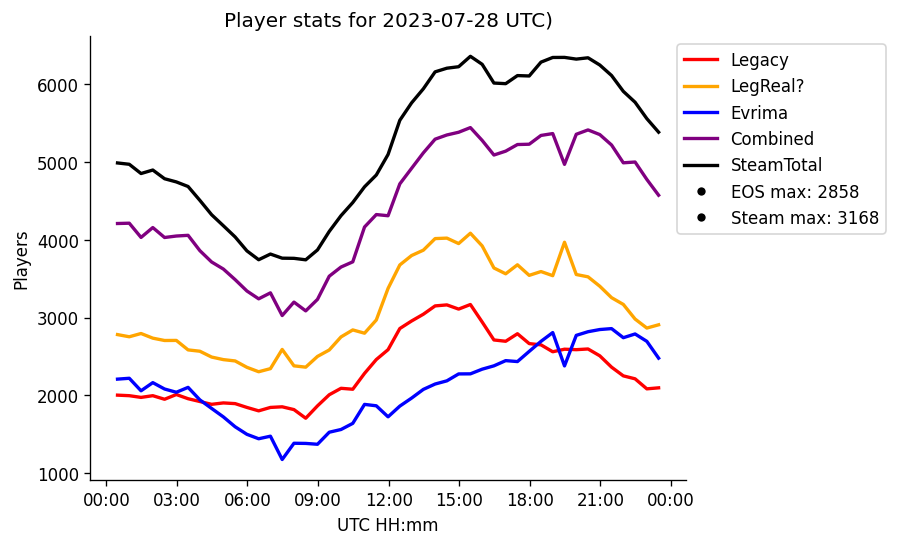 Player stats for 2023-07-28 UTC)
Legacy
LegReal?
Evrima
Combined
SteamTotal
EOS max: 2858
Steam max: 3168
Players
6000
5000
4000
3000
2000
1000
00:00 03:00 06:00 09:00 12:00 15:00 18:00 21:00 00:00
UTC HH:mm